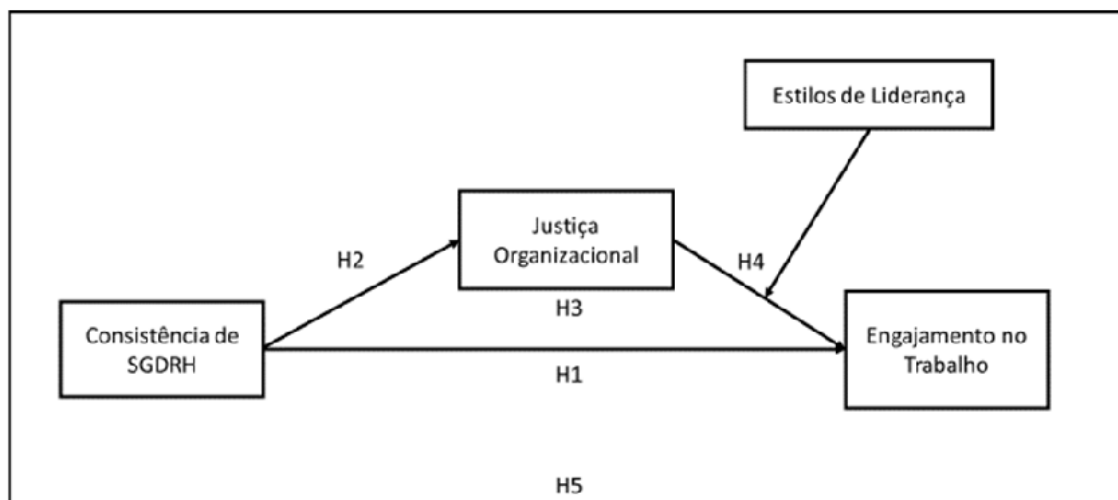 Estilos de Liderança
Justiça
Organizacional
H2
H4
H3
Consistência de
SGDRH
Engajamento no
Trabalho
H1
H5